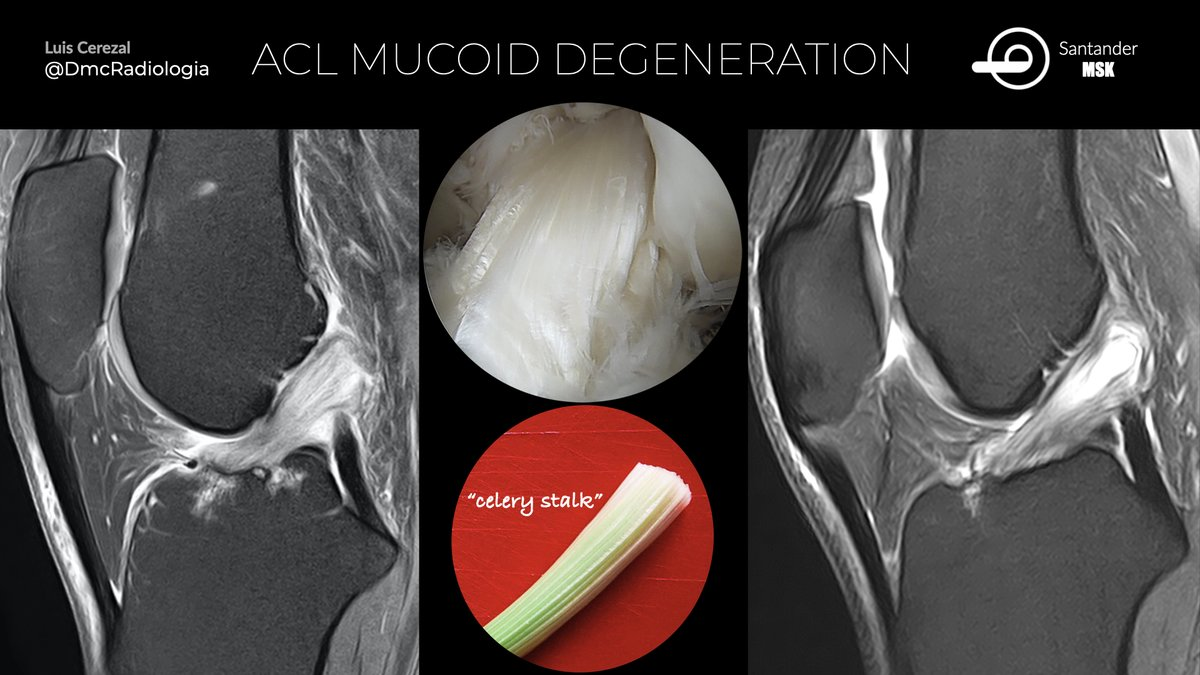 Luis Cerezal
@DmcRadiologia
ACL MUCOID DEGENERATION
Santander
MSK
“celery stalk”